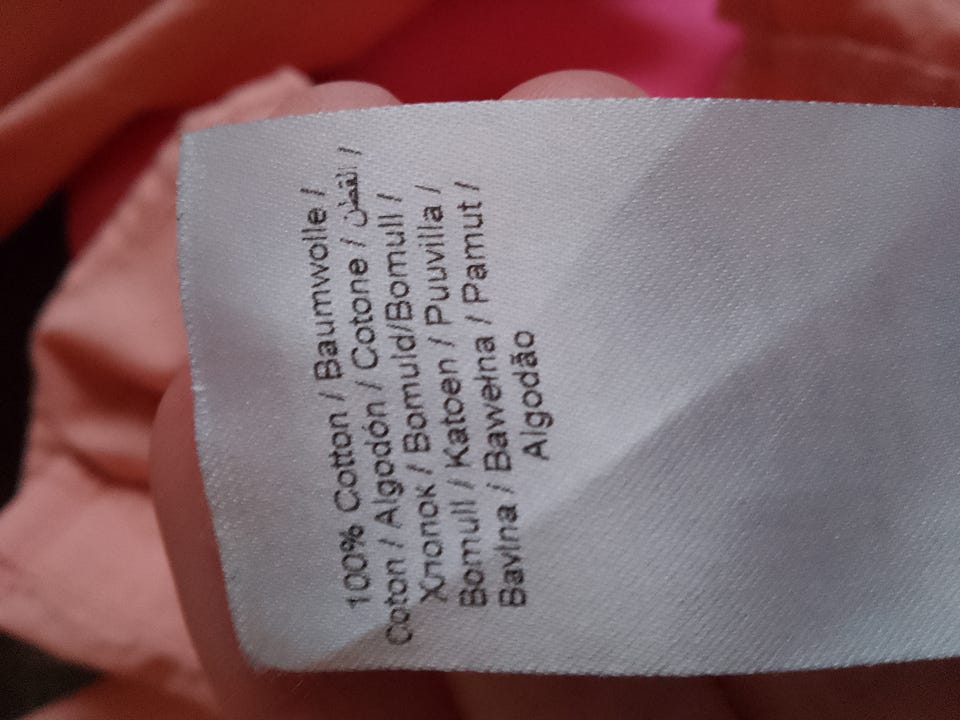 100% Cotton / Baumwolle /
Coton / Algodón / Cotone / القطن /
Хлопок / Bomuld/Bomull /
Bomull / Katoen / Puuvilla /
Bavlna / Bawełna / Pamut /
Algodão